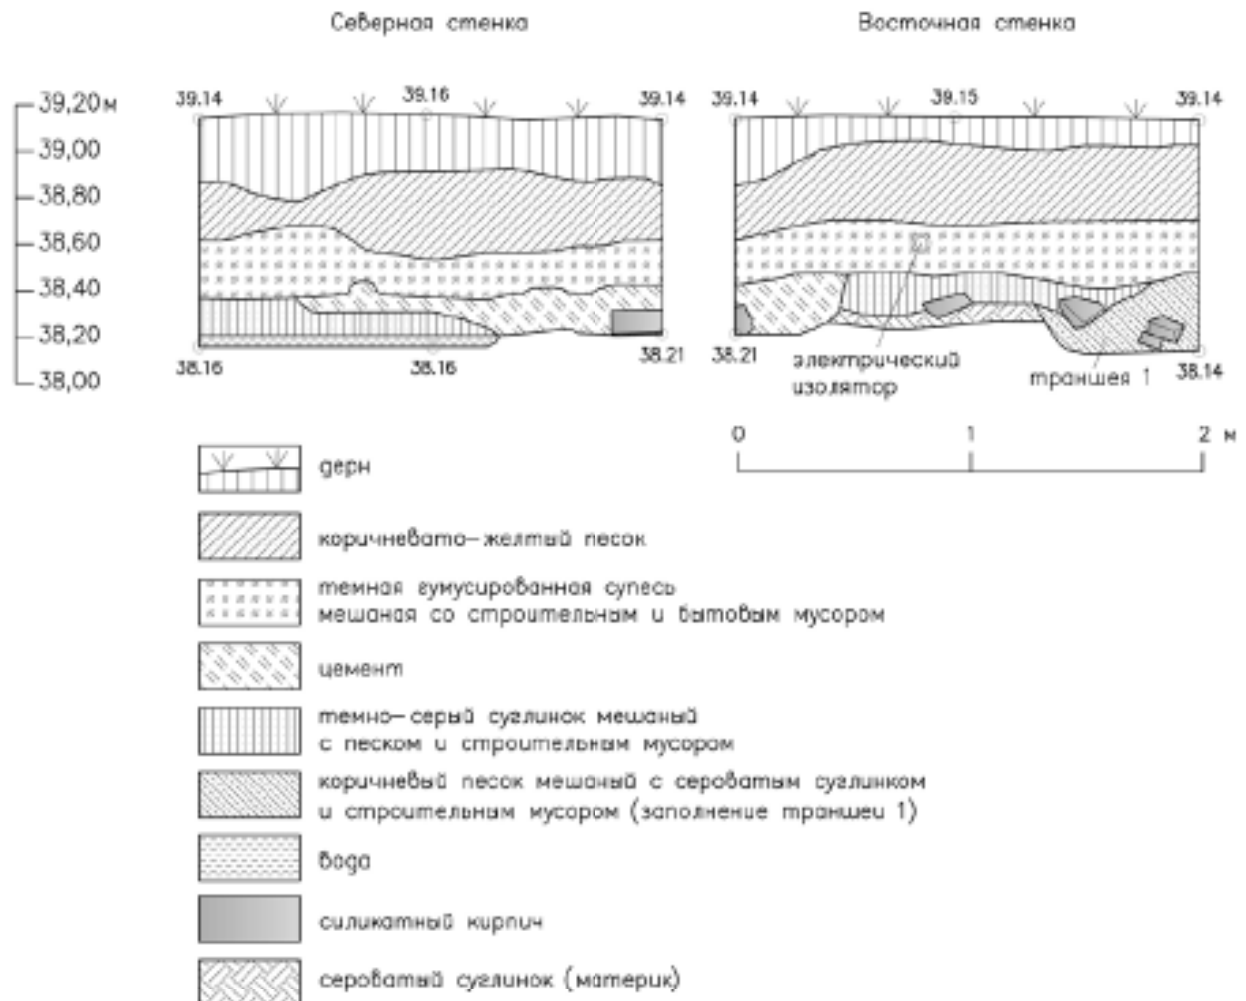 Северная стенка
Восточная стенка
39,20м
39,00
38,80
38,60
38,40
38,20
38,00
39.14
39.16
39.14
38.16
38.16
38.21
39.14
39.15
39.14
38.21
электрический
изолятор
траншея 1
38.14
0 1 2 м
дерн
коричневато-желтый песок
темная гумусированная супесь
мешаная со строительным и бытовым мусором
цемент
темно-серый суглинок мешаный
с песком и строительным мусором
коричневый песок мешаный с сероватым суглинком
и строительным мусором (заполнение траншеи 1)
вода
силикатный кирпич
сероватый суглинок (материк)